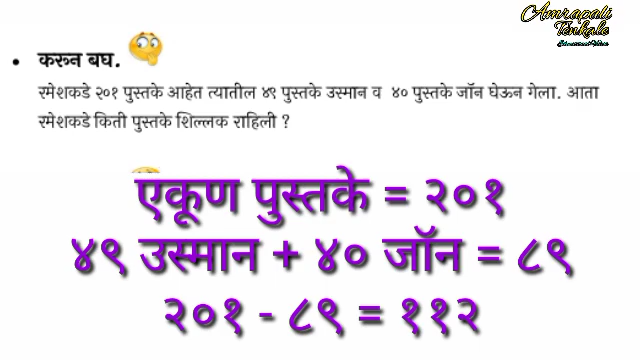 Amrapali
Tenkale
• करून बघ.
रमेशकडे २०१ पुस्तके आहेत त्यातील ४९ पुस्तके उस्मान व ४० पुस्तके जॉन घेऊन गेला. आता
रमेशकडे किती पुस्तके शिल्लक राहिली ?
एकूण पुस्तके = २०१
४९ उस्मान + ४० जॉन = ८९
२०१ - ८९ = ११२